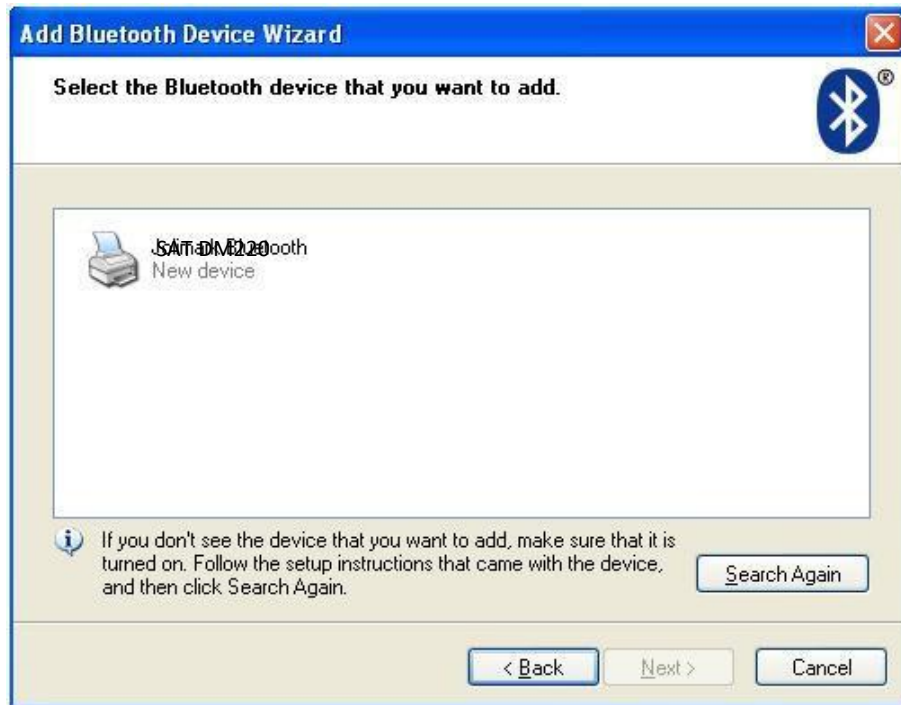 Add Bluetooth Device Wizard
Select the Bluetooth device that you want to add.
®
SAT DM220
New device
If you don't see the device that you want to add, make sure that it is
turned on. Follow the setup instructions that came with the device,
and then click Search Again.
Search Again
< Back
Next >
Cancel